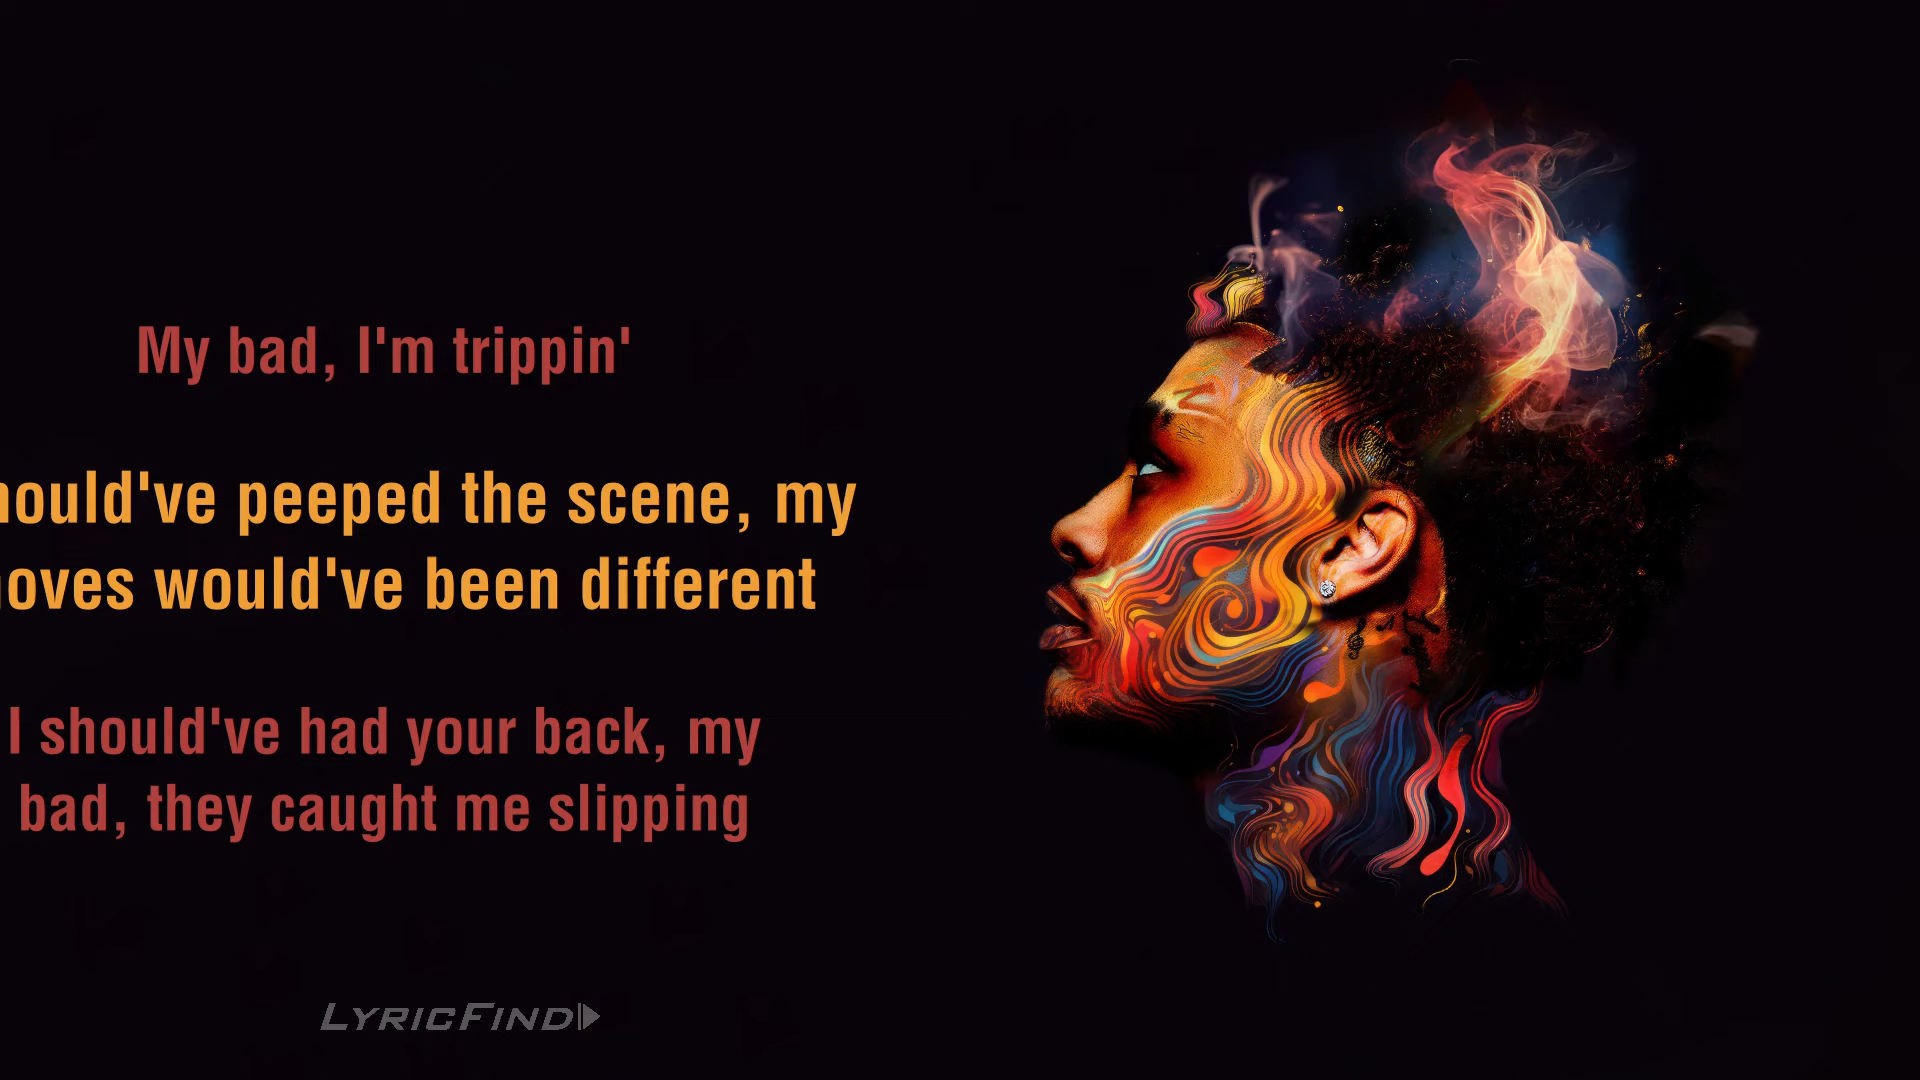 My bad, I'm trippin'
hould've peeped the scene, my
oves would've been different
I should've had your back, my
bad, they caught me slipping
LYRICFIND